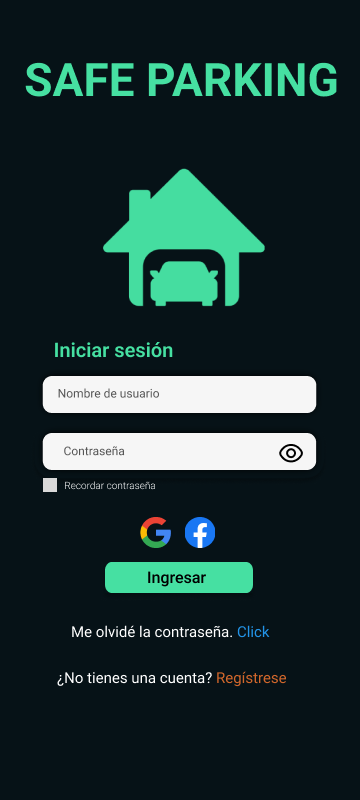 SAFE PARKING
Iniciar sesión
Nombre de usuario
Contraseña
Recordar contraseña
Ingresar
Me olvidé la contraseña. Click
¿No tienes una cuenta? Regístrese